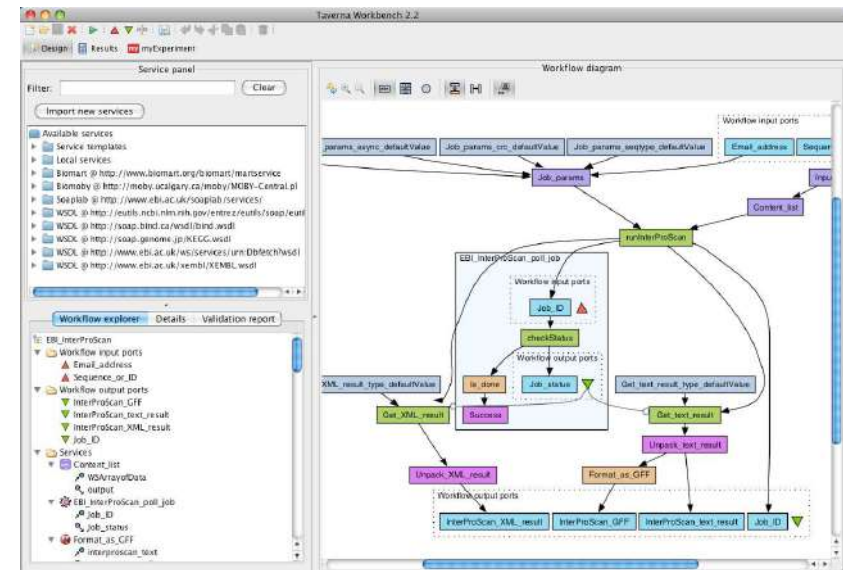 Taverna Workbench 2.2
Design Results myExperiment
Service panel
Filter: Clear
Import new services
Available services
Service templates
Local services
Biomart @ http://www.biomart.org/biomart/martservice
Biomoby @ http://moby.ucalgary.ca/moby/MOBY-Central.pl
Soaplab @ http://www.ebi.ac.uk/soaplab/services/
WSDL @ http://eutils.ncbi.nlm.nih.gov/entrez/eutils/soap/eutil
WSDL @ http://soap.bind.ca/wsdl/bind.wsdl
WSDL @ http://soap.genome.jp/KEGG.wsdl
WSDL @ http://www.ebi.ac.uk/ws/services/urn:Dbfetch?wsdl
WSDL @ http://www.ebi.ac.uk/xembl/XEMBL.wsdl
Workflow explorer Details Validation report
EBI_InterProScan
Workflow input ports
Email_address
Sequence_or_ID
Workflow output ports
InterProScan_GFF
InterProScan_text_result
InterProScan_XML_result
Job_ID
Services
Content_list
WSArrayofData
output
EBI_InterProScan_poll_job
Job_ID
Job_status
Format_as_GFF
interproscan_text
Workflow diagram
Workflow input ports
params_async_defaultValue Job_params_crc_defaultValue Job_params_seqtype_defaultValue Email_address Sequen
Job_params Inpu
Content_list
runInterProScan
EBI_InterProScan_poll_job
Workflow input ports
Job_ID
checkStatus
Workflow output ports
XML_result_type_defaultValue Is_done Job_status Get_text_result_type_defaultValue
Get_XML_result Success Get_text_result
Unpack_text_result
Unpack_XML_result Format_as_GFF
Workflow output ports
InterProScan_XML_result InterProScan_GFF InterProScan_text_result Job_ID